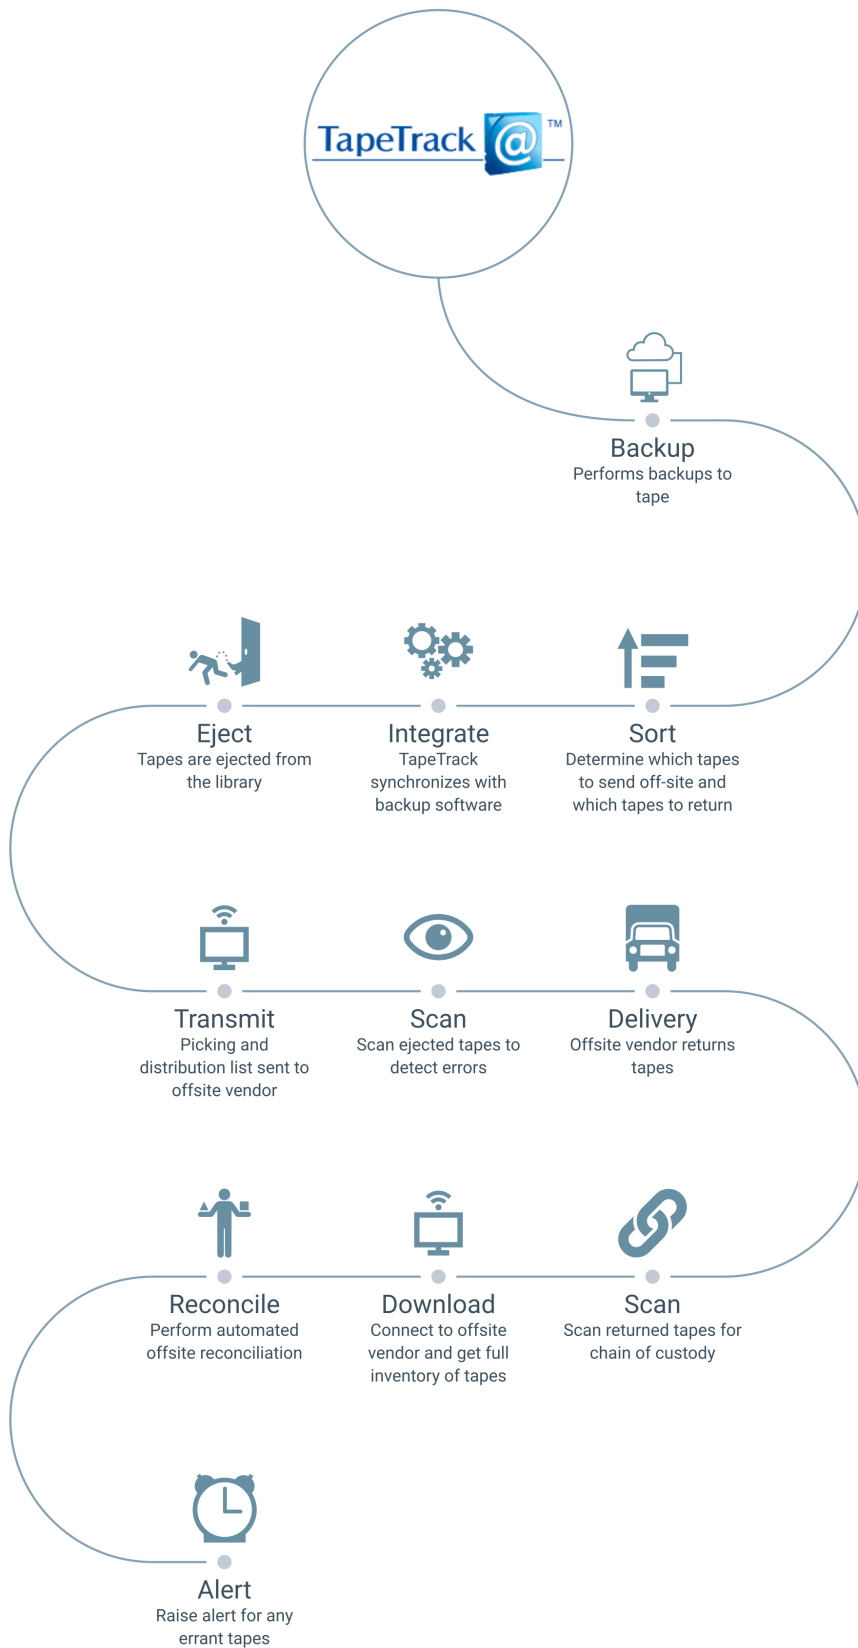 TapeTrack @ ™
Backup
Performs backups to
tape
Eject
Tapes are ejected from
the library
Integrate
TapeTrack
synchronizes with
backup software
Sort
Determine which tapes
to send off-site and
which tapes to return
Transmit
Picking and
distribution list sent to
offsite vendor
Scan
Scan ejected tapes to
detect errors
Delivery
Offsite vendor returns
tapes
Reconcile
Perform automated
offsite reconciliation
Download
Connect to offsite
vendor and get full
inventory of tapes
Scan
Scan returned tapes for
chain of custody
Alert
Raise alert for any
errant tapes